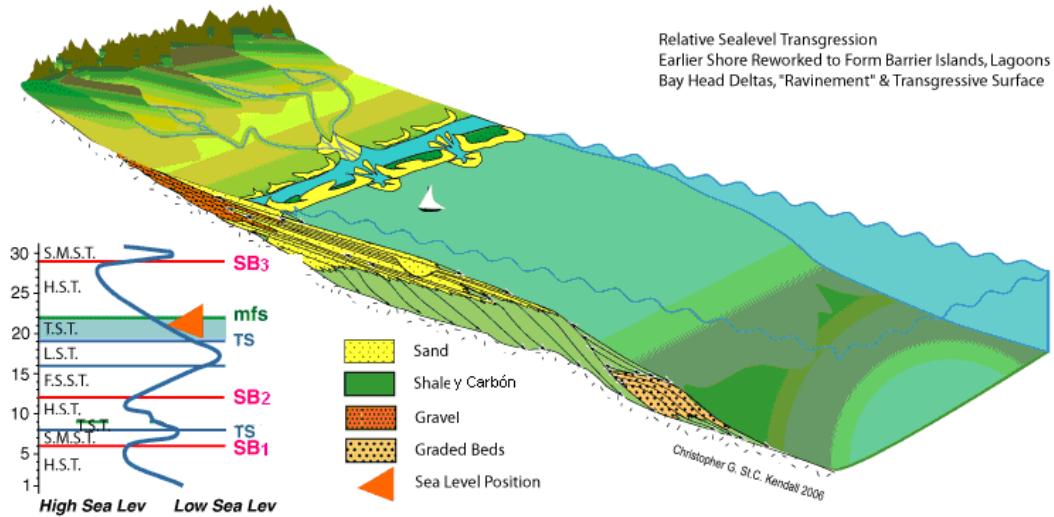 Relative Sealevel Transgression
Earlier Shore Reworked to Form Barrier Islands, Lagoons
Bay Head Deltas, "Ravinement" & Transgressive Surface
30
S.M.S.T.
SB3
H.S.T.
25
mfs
T.S.T.
20
TS
L.S.T.
15
F.S.S.T.
SB2
H.S.T.
10
T.S.T.
TS
S.M.S.T.
SB1
5
H.S.T.
1
High Sea Lev
Low Sea Lev
Sand
Shale y Carbón
Gravel
Graded Beds
Sea Level Position
Christopher G. St.C. Kendall 2006